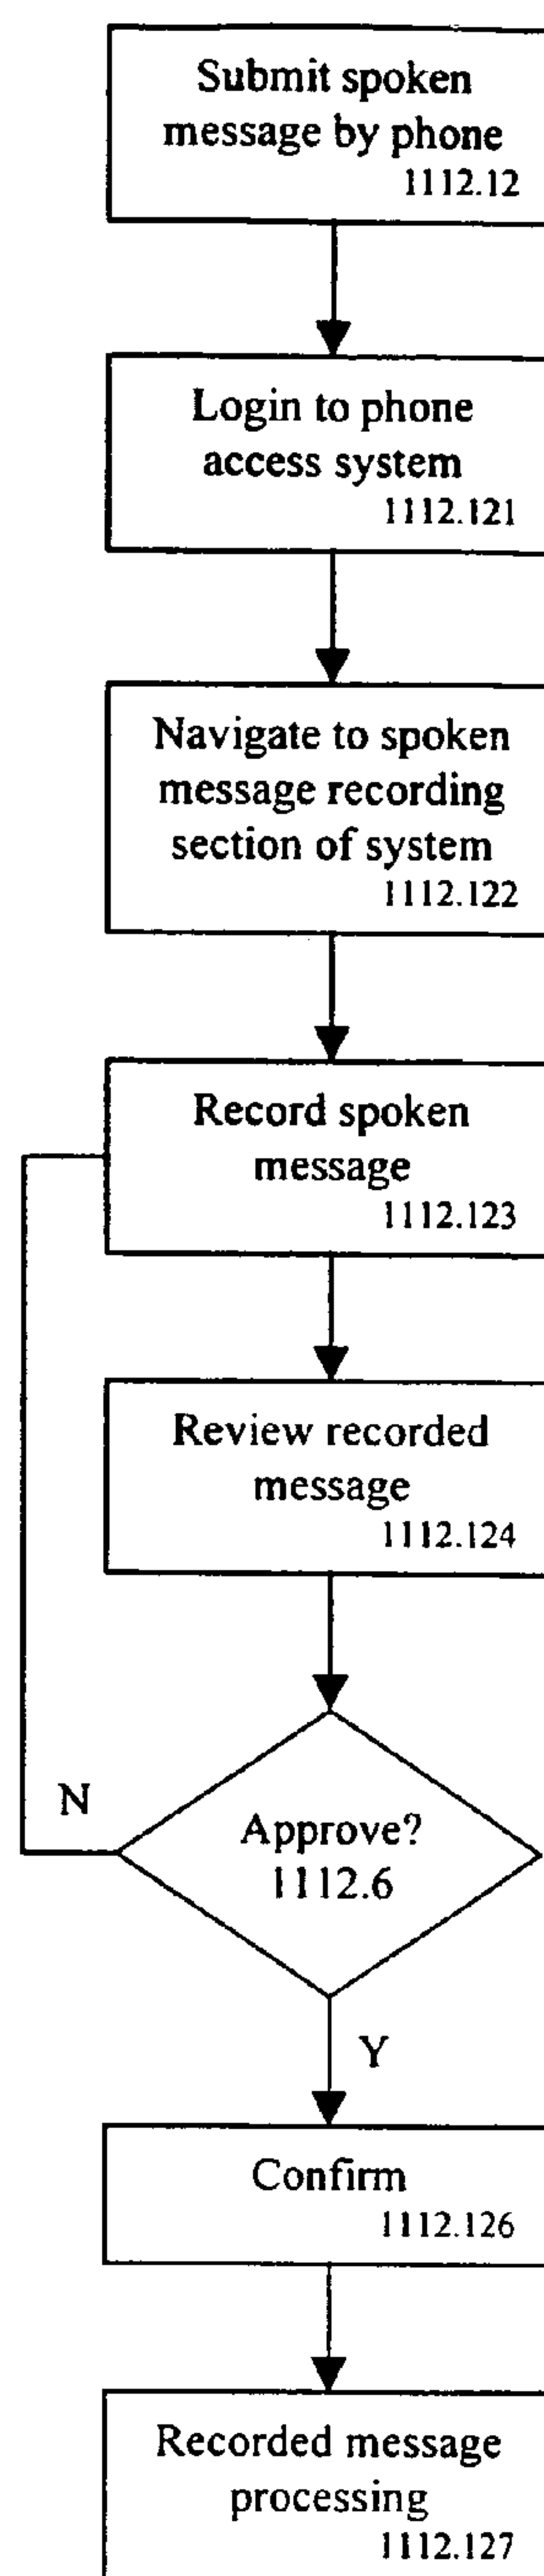 Submit spoken
message by phone
1112.12
Login to phone
access system
1112.121
Navigate to spoken
message recording
section of system
1112.122
Record spoken
message
1112.123
Review recorded
message
1112.124
N
Approve?
1112.6
Y
Confirm
1112.126
Recorded message
processing
1112.127